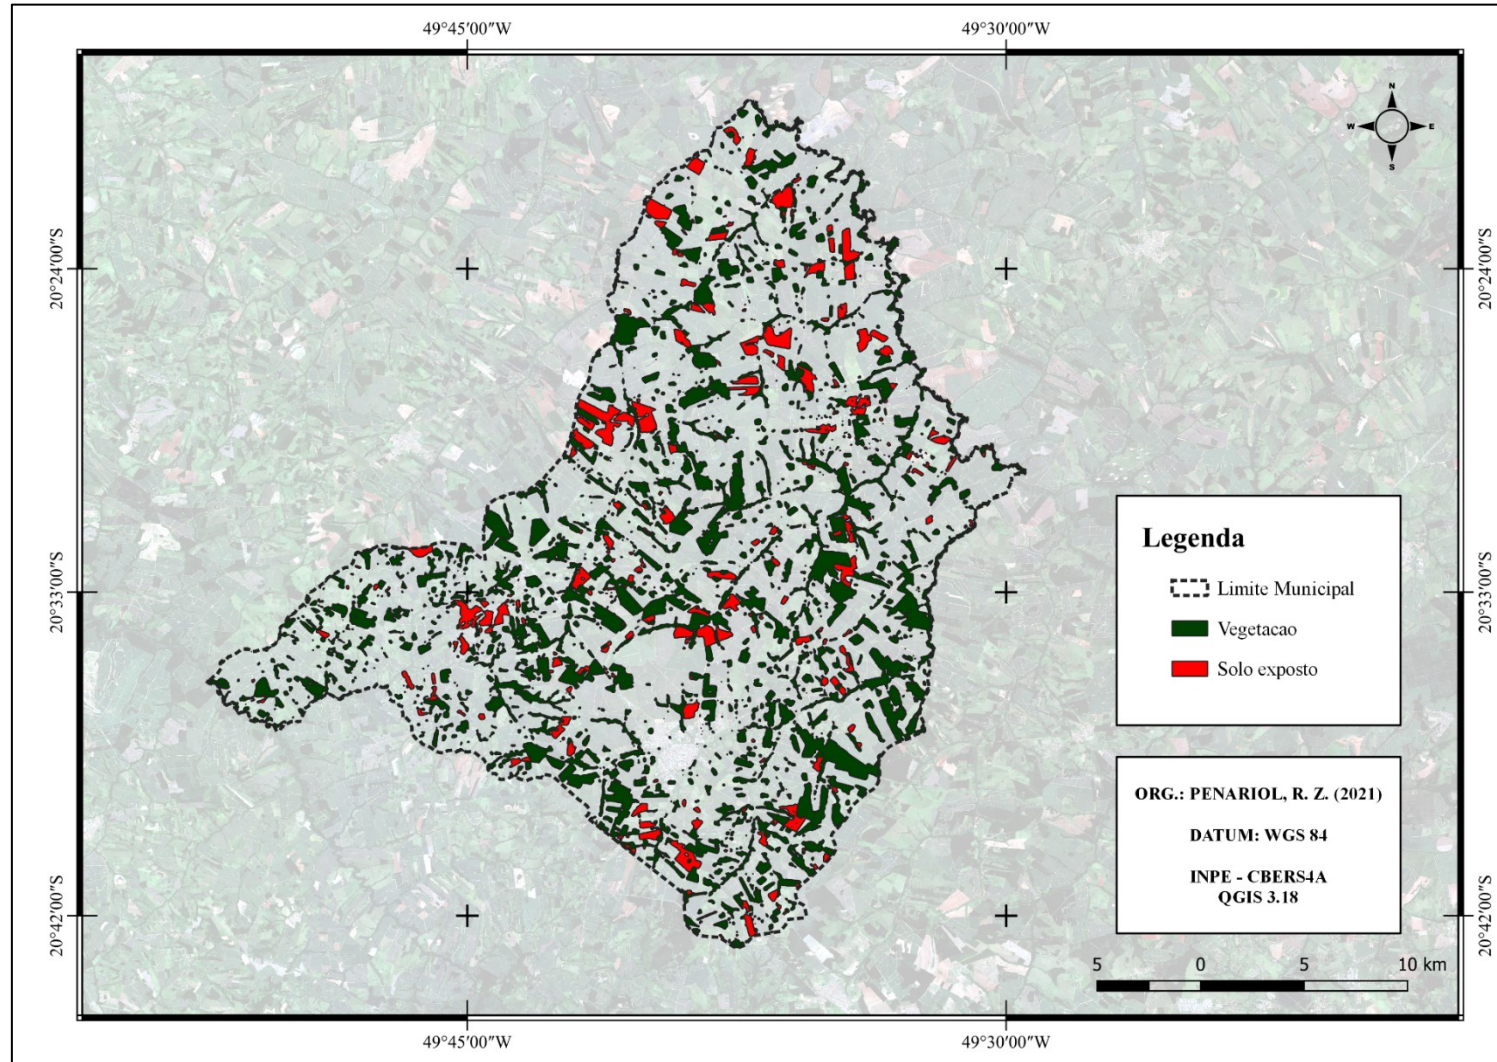 49°45′00″W
49°30′00″W
N
W
E
S
20°24′00″S
20°24′00″S
20°33′00″S
20°33′00″S
20°42′00″S
20°42′00″S
Legenda
Limite Municipal
Vegetacao
Solo exposto
ORG.: PENARIOL, R. Z. (2021)
DATUM: WGS 84
INPE - CBERS4A
QGIS 3.18
5 0 5 10 km
49°45′00″W
49°30′00″W